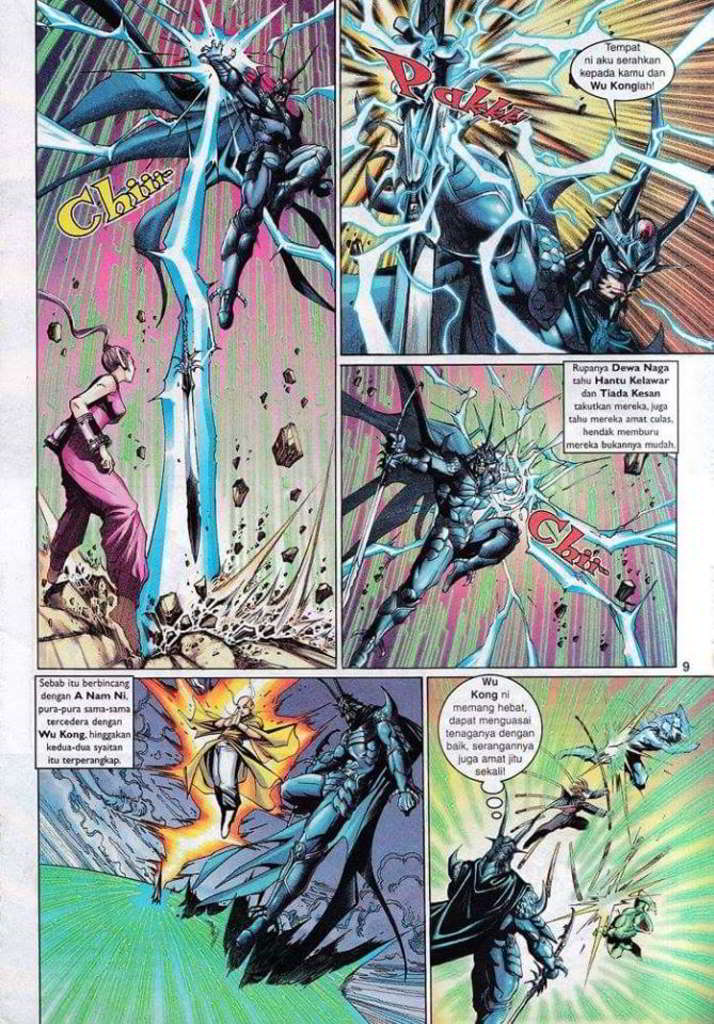 Chiii-
Pakkk
Tempat
ni aku serahkan
kepada kamu dan
Wu Konglah!
Rupanya Dewa Naga
tahu Hantu Kelawar
dan Tiada Kesan
takutkan mereka, juga
tahu mereka amat culas,
hendak memburu
mereka bukannya mudah.
Chii-
9
Sebab itu berbincang
dengan A Nam Ni,
pura-pura sama-sama
tercedera dengan
Wu Kong, hinggakan
kedua-dua syaitan
itu terperangkap.
Wu
Kong ni
memang hebat,
dapat menguasai
tenaganya dengan
baik, serangannya
juga amat jitu
sekali!